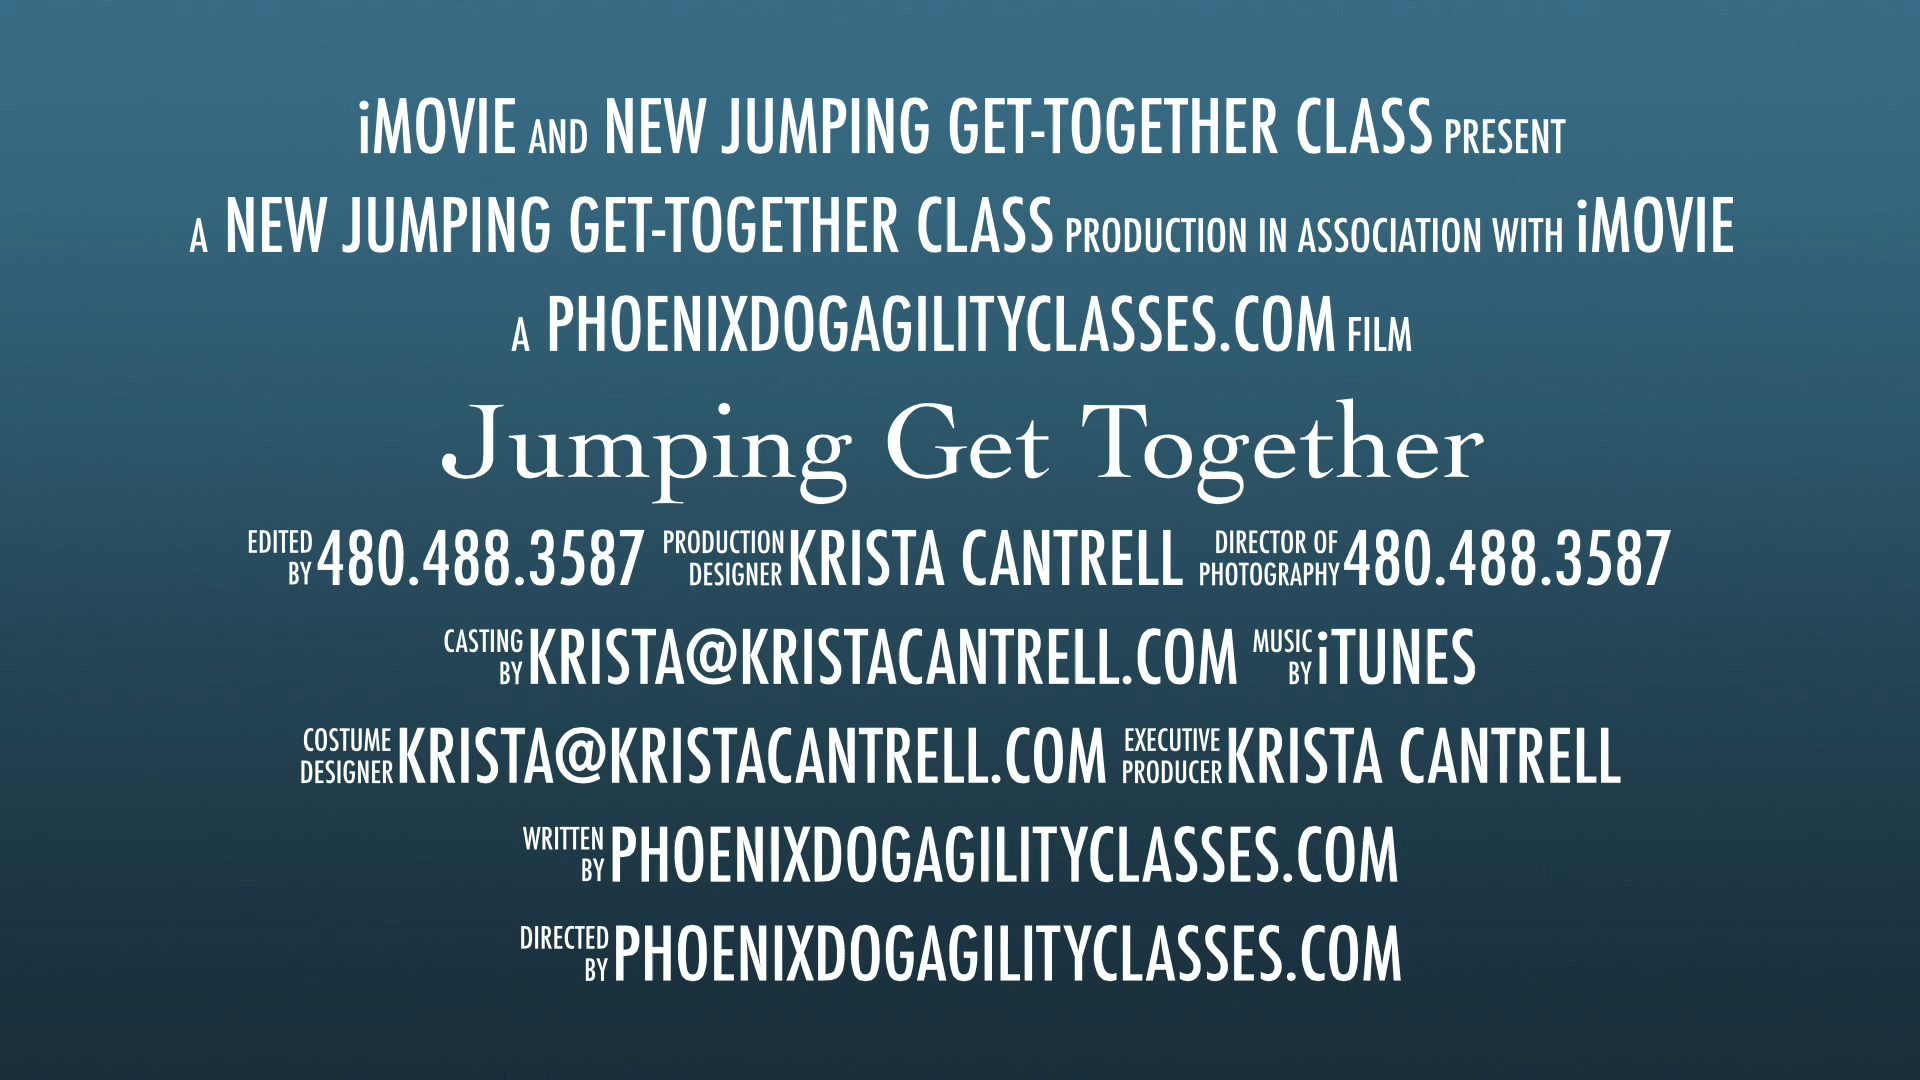 iMOVIE AND NEW JUMPING GET-TOGETHER CLASS PRESENT
A NEW JUMPING GET-TOGETHER CLASS PRODUCTION IN ASSOCIATION WITH iMOVIE
A PHOENIXDOGAGILITYCLASSES.COM FILM
Jumping Get Together
EDITED BY 480.488.3587 PRODUCTION DESIGNER KRISTA CANTRELL DIRECTOR OF PHOTOGRAPHY 480.488.3587
CASTING BY KRISTA@KRISTACANTRELL.COM MUSIC BY iTUNES
COSTUME DESIGNER KRISTA@KRISTACANTRELL.COM EXECUTIVE PRODUCER KRISTA CANTRELL
WRITTEN BY PHOENIXDOGAGILITYCLASSES.COM
DIRECTED BY PHOENIXDOGAGILITYCLASSES.COM